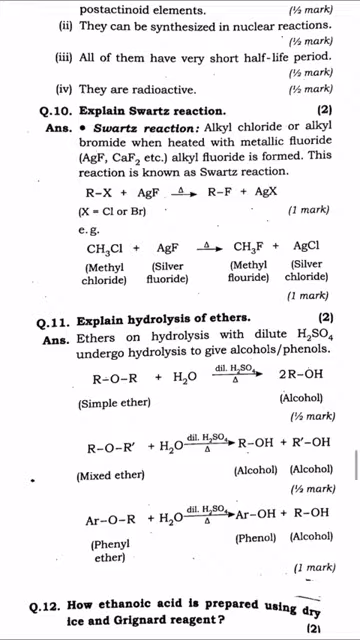 postactinoid elements. (½ mark)
(ii) They can be synthesized in nuclear reactions.
(½ mark)
(iii) All of them have very short half-life period.
(½ mark)
(iv) They are radioactive. (½ mark)
Q.10. Explain Swartz reaction. (2)
Ans. • Swartz reaction: Alkyl chloride or alkyl
bromide when heated with metallic fluoride
(AgF, CaF₂ etc.) alkyl fluoride is formed. This
reaction is known as Swartz reaction.
R–X + AgF —Δ→ R–F + AgX
(X = Cl or Br) (1 mark)
e.g.
CH₃Cl + AgF —Δ→ CH₃F + AgCl
(Methyl (Silver (Methyl (Silver
chloride) fluoride) flouride) chloride)
(1 mark)
Q.11. Explain hydrolysis of ethers. (2)
Ans. Ethers on hydrolysis with dilute H₂SO₄
undergo hydrolysis to give alcohols/phenols.
R–O–R + H₂O —dil. H₂SO₄/Δ→ 2R–OH
(Simple ether) (Alcohol)
(½ mark)
R–O–R′ + H₂O —dil. H₂SO₄/Δ→ R–OH + R′–OH
(Mixed ether) (Alcohol) (Alcohol)
(½ mark)
Ar–O–R + H₂O —dil. H₂SO₄/Δ→ Ar–OH + R–OH
(Phenyl (Phenol) (Alcohol)
ether)
(1 mark)
Q.12. How ethanoic acid is prepared using dry
ice and Grignard reagent? (2)